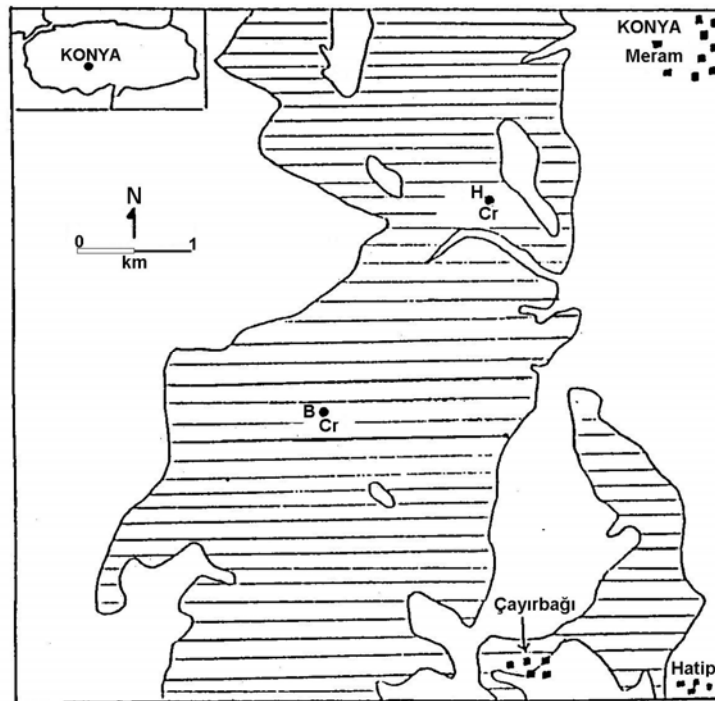 KONYA
KONYA
Meram
H
Cr
N
0 1
km
B
Cr
Çayırbağı
Hatip